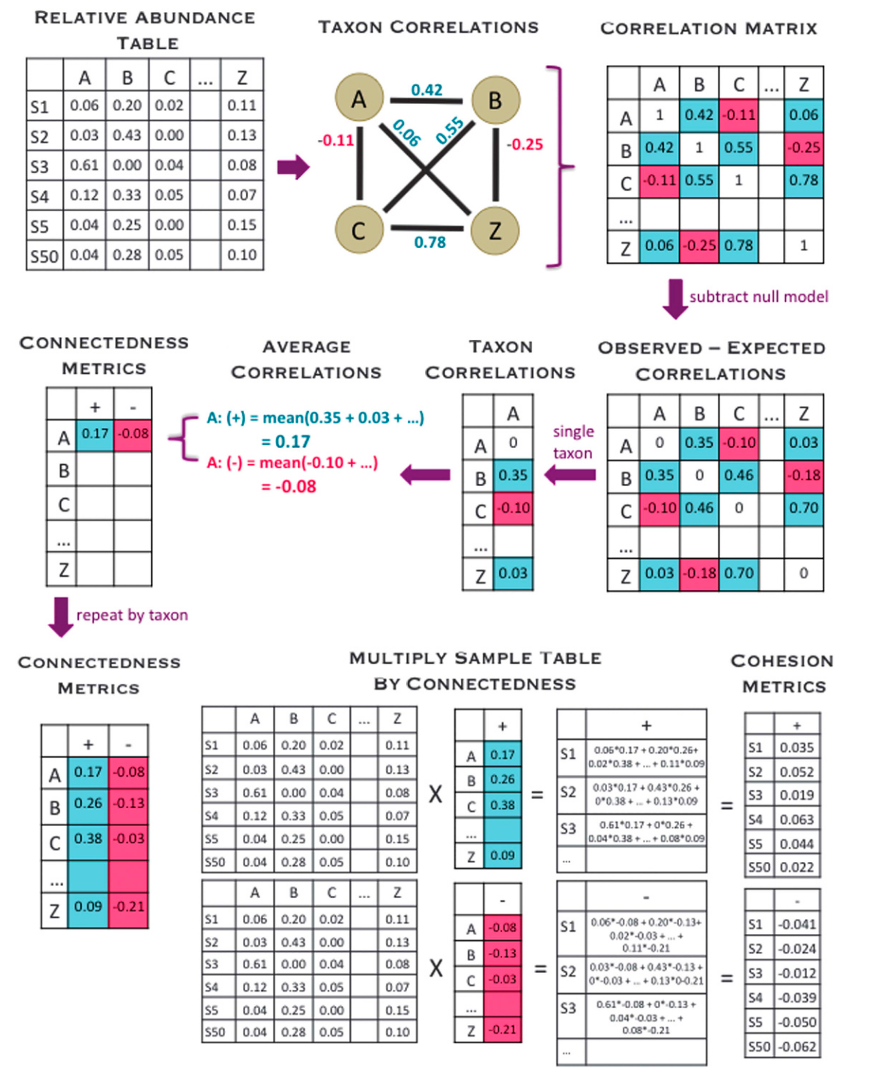 RELATIVE ABUNDANCE
TABLE
A B C ... Z
S1 0.06 0.20 0.02 0.11
S2 0.03 0.43 0.00 0.13
S3 0.61 0.00 0.04 0.08
S4 0.12 0.33 0.05 0.07
S5 0.04 0.25 0.00 0.15
S50 0.04 0.28 0.05 0.10
TAXON CORRELATIONS
A 0.42 B
-0.11 0.06 0.55 -0.25
C 0.78 Z
CORRELATION MATRIX
A B C ... Z
A 1 0.42 -0.11 0.06
B 0.42 1 0.55 -0.25
C -0.11 0.55 1 0.78
...
Z 0.06 -0.25 0.78 1
subtract null model
OBSERVED – EXPECTED
CORRELATIONS
A B C ... Z
A 0 0.35 -0.10 0.03
B 0.35 0 0.46 -0.18
C -0.10 0.46 0 0.70
...
Z 0.03 -0.18 0.70 0
single
taxon
TAXON
CORRELATIONS
A
A 0
B 0.35
C -0.10
...
Z 0.03
AVERAGE
CORRELATIONS
A: (+) = mean(0.35 + 0.03 + ...)
= 0.17
A: (-) = mean(-0.10 + ...)
= -0.08
CONNECTEDNESS
METRICS
+ -
A 0.17 -0.08
B
C
...
Z
repeat by taxon
CONNECTEDNESS
METRICS
+ -
A 0.17 -0.08
B 0.26 -0.13
C 0.38 -0.03
...
Z 0.09 -0.21
MULTIPLY SAMPLE TABLE
BY CONNECTEDNESS
A B C ... Z
S1 0.06 0.20 0.02 0.11
S2 0.03 0.43 0.00 0.13
S3 0.61 0.00 0.04 0.08
S4 0.12 0.33 0.05 0.07
S5 0.04 0.25 0.00 0.15
S50 0.04 0.28 0.05 0.10
X
+
A 0.17
B 0.26
C 0.38
...
Z 0.09
=
+
S1 0.06*0.17 + 0.20*0.26+
0.02*0.38 + ... + 0.11*0.09
S2 0.03*0.17 + 0.43*0.26 +
0*0.38 + ... + 0.13*0.09
S3 0.61*0.17 + 0*0.26 +
0.04*0.38 + ... + 0.08*0.09
...
=
COHESION
METRICS
+
S1 0.035
S2 0.052
S3 0.019
S4 0.063
S5 0.044
S50 0.022
A B C ... Z
S1 0.06 0.20 0.02 0.11
S2 0.03 0.43 0.00 0.13
S3 0.61 0.00 0.04 0.08
S4 0.12 0.33 0.05 0.07
S5 0.04 0.25 0.00 0.15
S50 0.04 0.28 0.05 0.10
X
-
A -0.08
B -0.13
C -0.03
...
Z -0.21
=
-
S1 0.06*-0.08 + 0.20*-0.13+
0.02*-0.03 + ... +
0.11*-0.21
S2 0.03*-0.08 + 0.43*-0.13 +
0*-0.03 + ... + 0.13*0-0.21
S3 0.61*-0.08 + 0*-0.13 +
0.04*-0.03 + ... +
0.08*-0.21
...
=
-
S1 -0.041
S2 -0.024
S3 -0.012
S4 -0.039
S5 -0.050
S50 -0.062